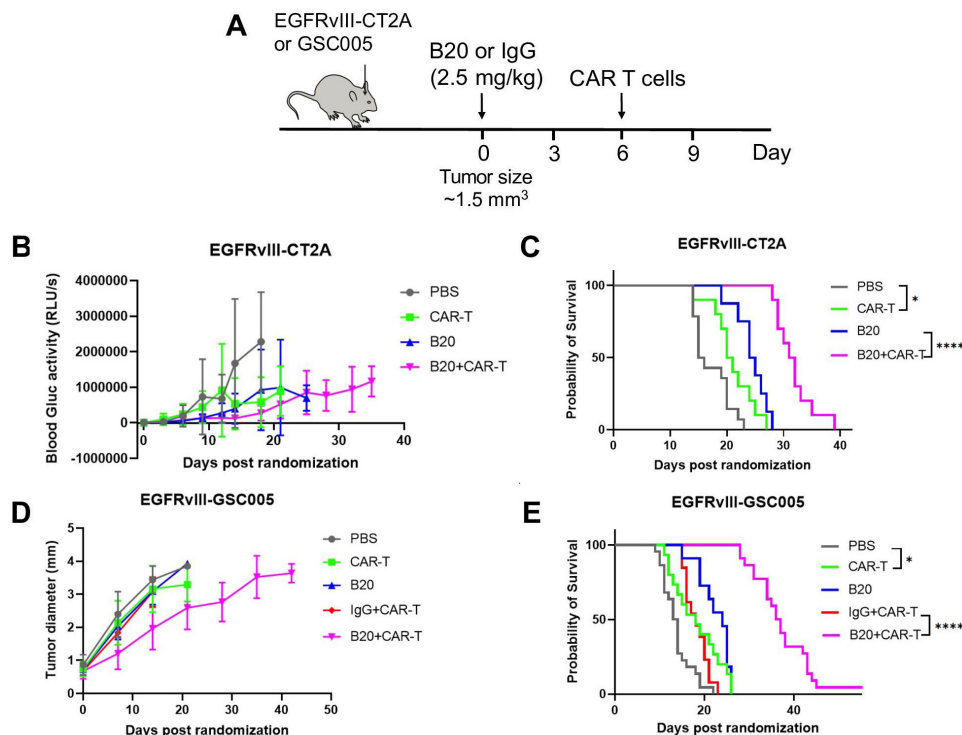 A
EGFRvIII-CT2A
or GSC005
B20 or IgG
(2.5 mg/kg)
CAR T cells
0 3 6 9 Day
Tumor size
~1.5 mm³
B
EGFRvIII-CT2A
Blood Gluc activity (RLU/s)
4000000
3000000
2000000
1000000
0
-1000000
0 10 20 30 40
Days post randomization
PBS
CAR-T
B20
B20+CAR-T
C
EGFRvIII-CT2A
Probability of Survival
100
50
0
0 10 20 30 40
Days post randomization
PBS
*
CAR-T
B20
****
B20+CAR-T
D
EGFRvIII-GSC005
Tumor diameter (mm)
5
4
3
2
1
0
0 10 20 30 40 50
Days post randomization
PBS
CAR-T
B20
IgG+CAR-T
B20+CAR-T
E
EGFRvIII-GSC005
Probability of Survival
100
50
0
0 20 40
Days post randomization
PBS
*
CAR-T
B20
IgG+CAR-T
****
B20+CAR-T